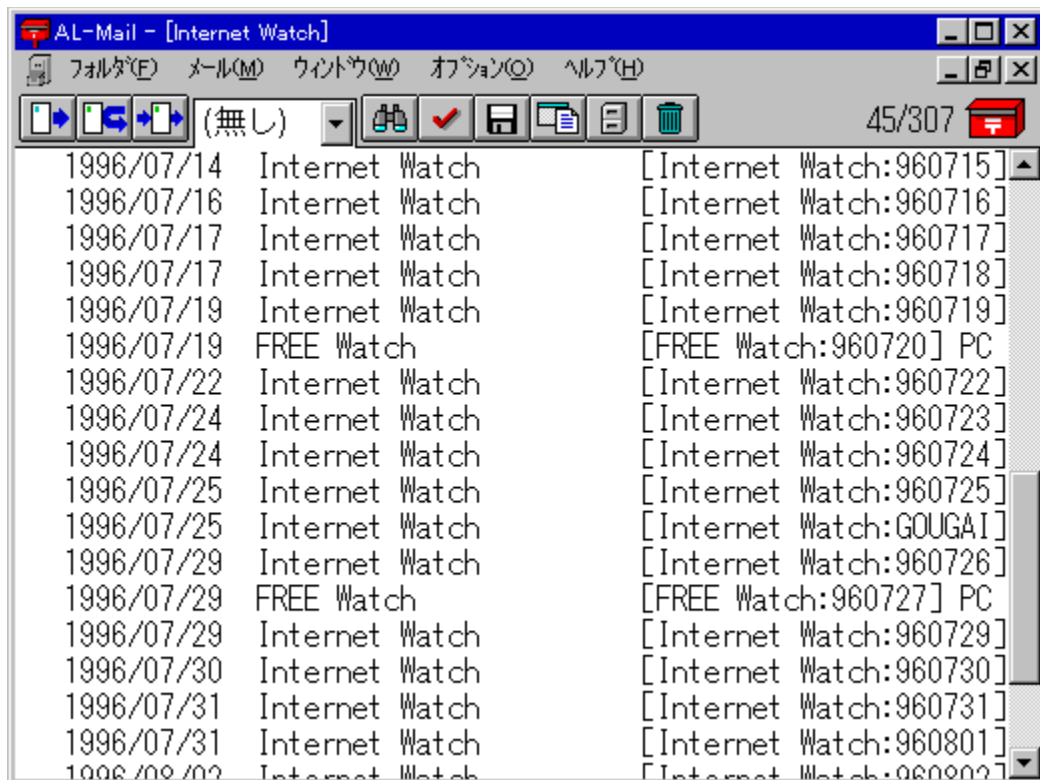 AL-Mail - [Internet Watch]
ﾌｫﾙﾀﾞ(F) ﾒｰﾙ(M) ｳｨﾝﾄﾞｳ(W) ｵﾌﾟｼｮﾝ(O) ﾍﾙﾌﾟ(H)
(無し) 45/307
1996/07/14 Internet Watch [Internet Watch:960715]
1996/07/16 Internet Watch [Internet Watch:960716]
1996/07/17 Internet Watch [Internet Watch:960717]
1996/07/17 Internet Watch [Internet Watch:960718]
1996/07/19 Internet Watch [Internet Watch:960719]
1996/07/19 FREE Watch [FREE Watch:960720] PC
1996/07/22 Internet Watch [Internet Watch:960722]
1996/07/24 Internet Watch [Internet Watch:960723]
1996/07/24 Internet Watch [Internet Watch:960724]
1996/07/25 Internet Watch [Internet Watch:960725]
1996/07/25 Internet Watch [Internet Watch:GOUGAI]
1996/07/29 Internet Watch [Internet Watch:960726]
1996/07/29 FREE Watch [FREE Watch:960727] PC
1996/07/29 Internet Watch [Internet Watch:960729]
1996/07/30 Internet Watch [Internet Watch:960730]
1996/07/31 Internet Watch [Internet Watch:960731]
1996/07/31 Internet Watch [Internet Watch:960801]
1996/08/02 Internet Watch [Internet Watch:960802]